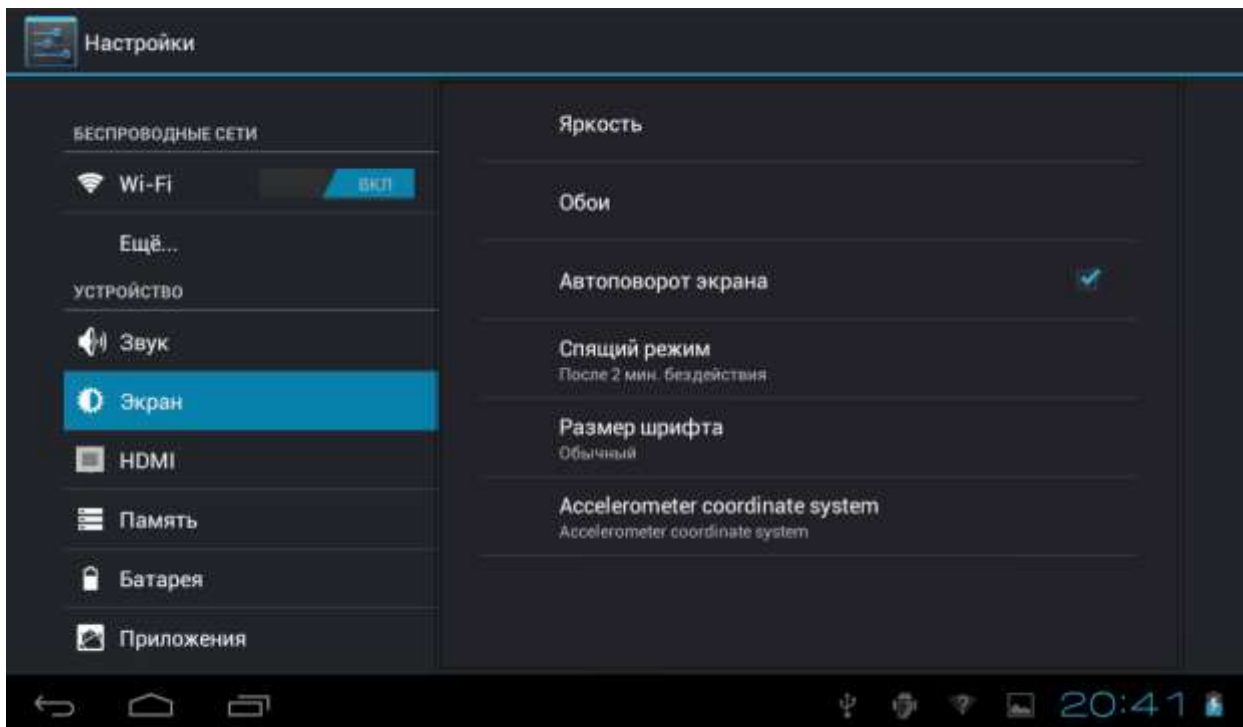 Настройки
БЕСПРОВОДНЫЕ СЕТИ
Wi-Fi
ВКЛ
Ещё...
УСТРОЙСТВО
Звук
Экран
HDMI
Память
Батарея
Приложения
Яркость
Обои
Автоповорот экрана
Спящий режим
После 2 мин. бездействия
Размер шрифта
Обычный
Accelerometer coordinate system
Accelerometer coordinate system
20:41